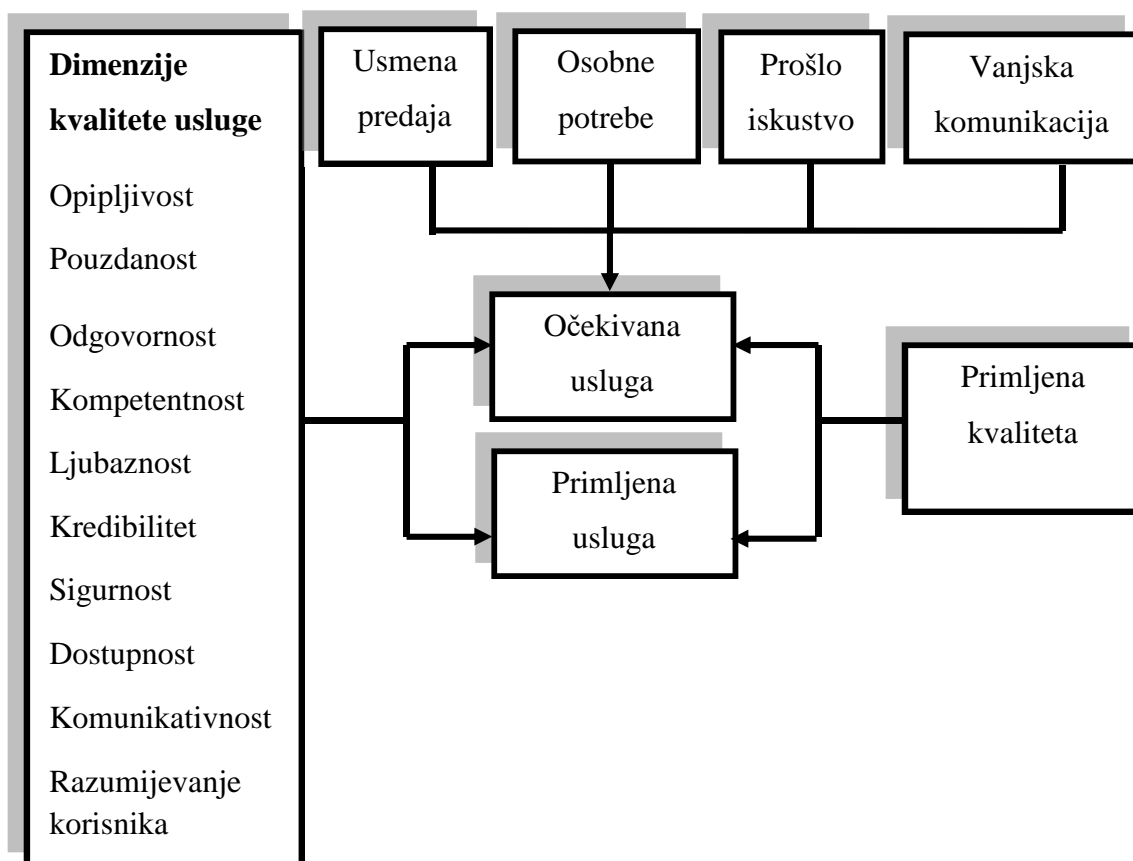 Dimenzije
kvalitete usluge
Opipljivost
Pouzdanost
Odgovornost
Kompetentnost
Ljubaznost
Kredibilitet
Sigurnost
Dostupnost
Komunikativnost
Razumijevanje
korisnika
Usmena
predaja
Osobne
potrebe
Prošlo
iskustvo
Vanjska
komunikacija
Očekivana
usluga
Primljena
usluga
Primljena
kvaliteta